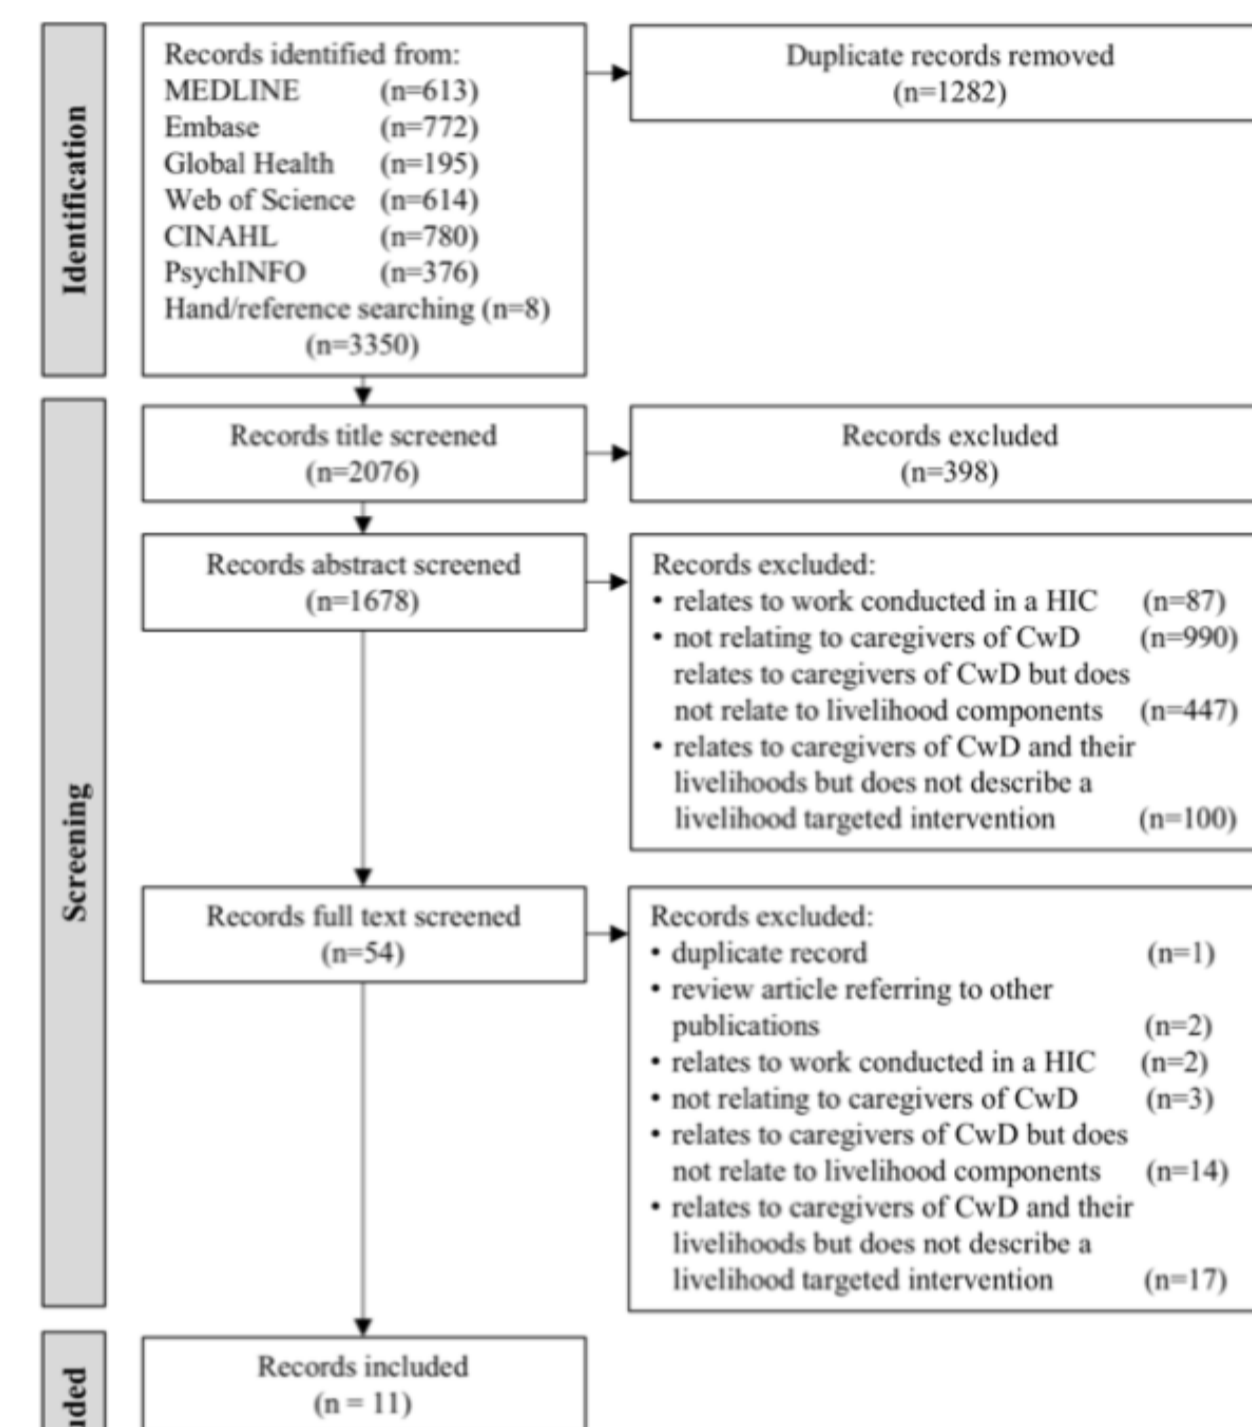 Identification
Records identified from:
MEDLINE (n=613)
Embase (n=772)
Global Health (n=195)
Web of Science (n=614)
CINAHL (n=780)
PsychINFO (n=376)
Hand/reference searching (n=8)
(n=3350)
Duplicate records removed
(n=1282)
Screening
Records title screened
(n=2076)
Records excluded
(n=398)
Records abstract screened
(n=1678)
Records excluded:
• relates to work conducted in a HIC (n=87)
• not relating to caregivers of CwD (n=990)
relates to caregivers of CwD but does
not relate to livelihood components (n=447)
• relates to caregivers of CwD and their
livelihoods but does not describe a
livelihood targeted intervention (n=100)
Records full text screened
(n=54)
Records excluded:
• duplicate record (n=1)
• review article referring to other
publications (n=2)
• relates to work conducted in a HIC (n=2)
• not relating to caregivers of CwD (n=3)
• relates to caregivers of CwD but does
not relate to livelihood components (n=14)
• relates to caregivers of CwD and their
livelihoods but does not describe a
livelihood targeted intervention (n=17)
Records included
(n = 11)